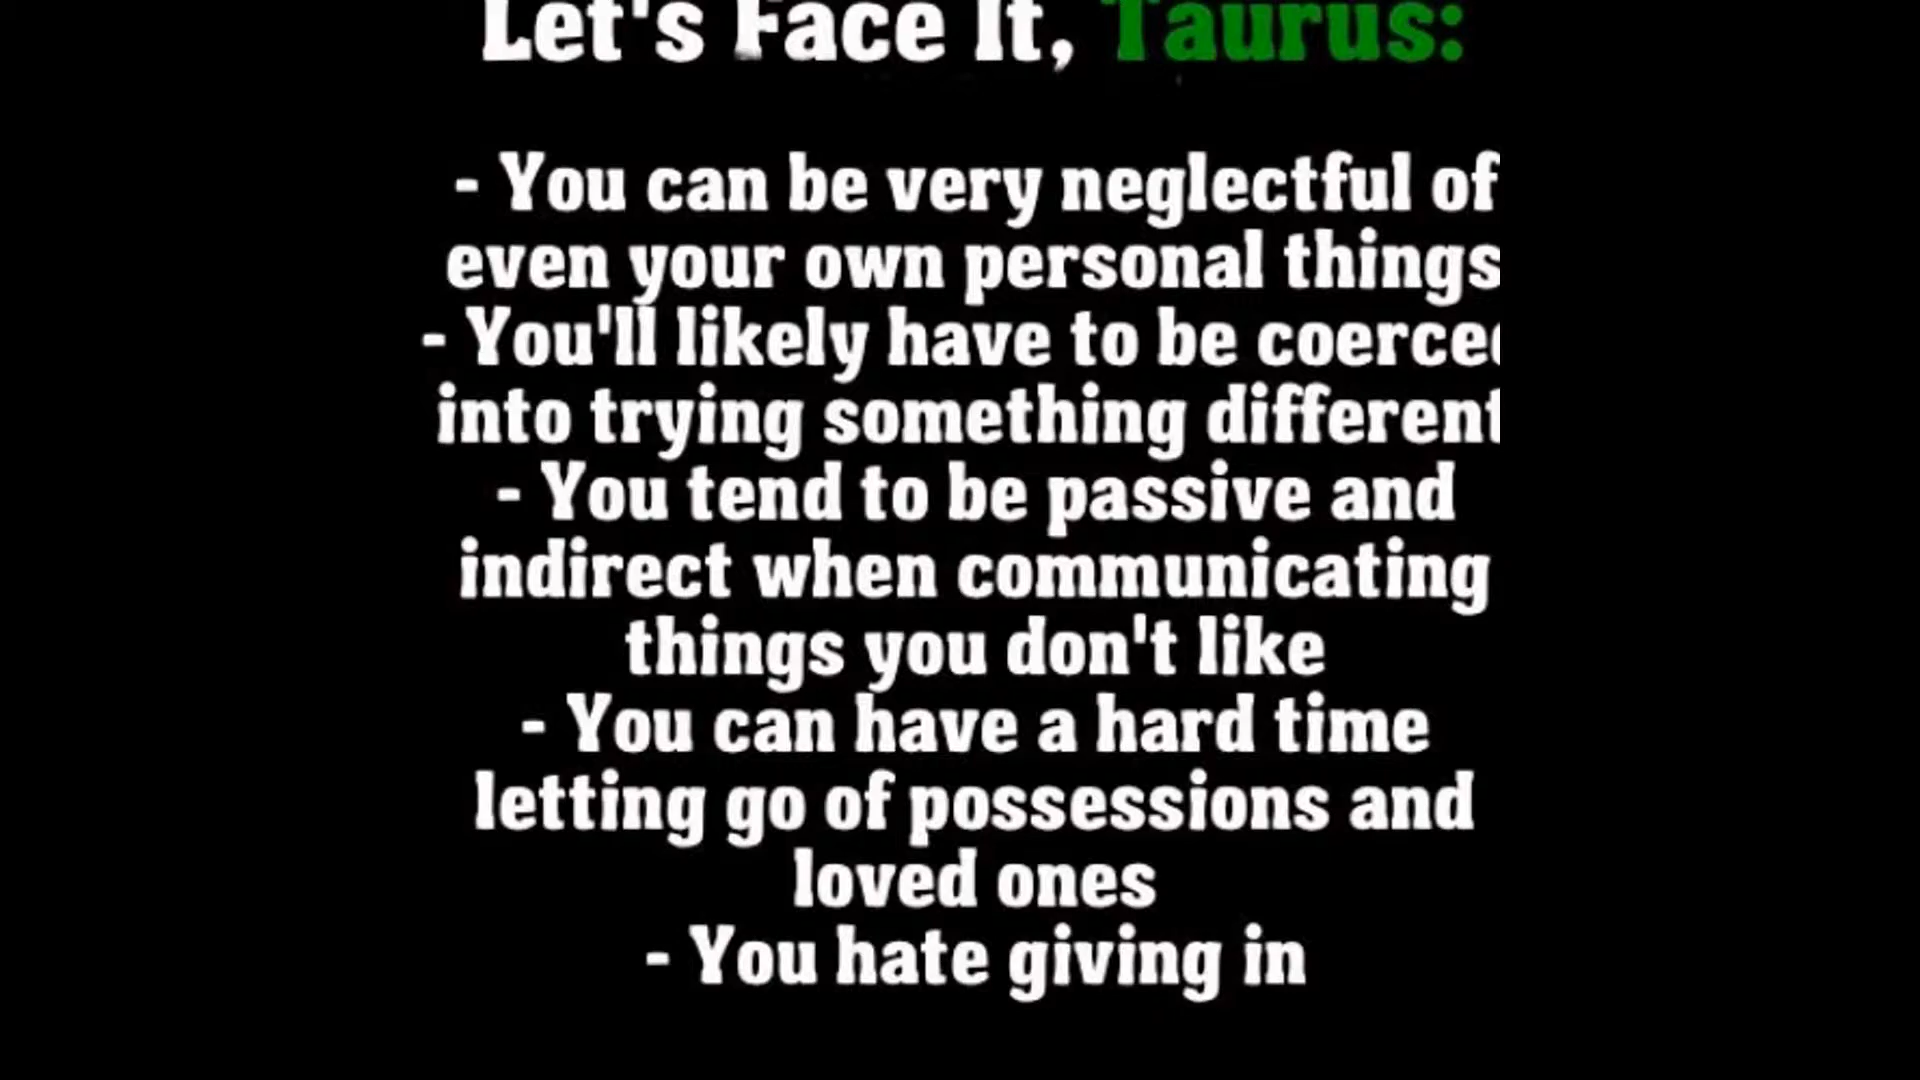 Let's Face It, Taurus:
- You can be very neglectful of
even your own personal things
- You'll likely have to be coerced
into trying something different
- You tend to be passive and
indirect when communicating
things you don't like
- You can have a hard time
letting go of possessions and
loved ones
- You hate giving in